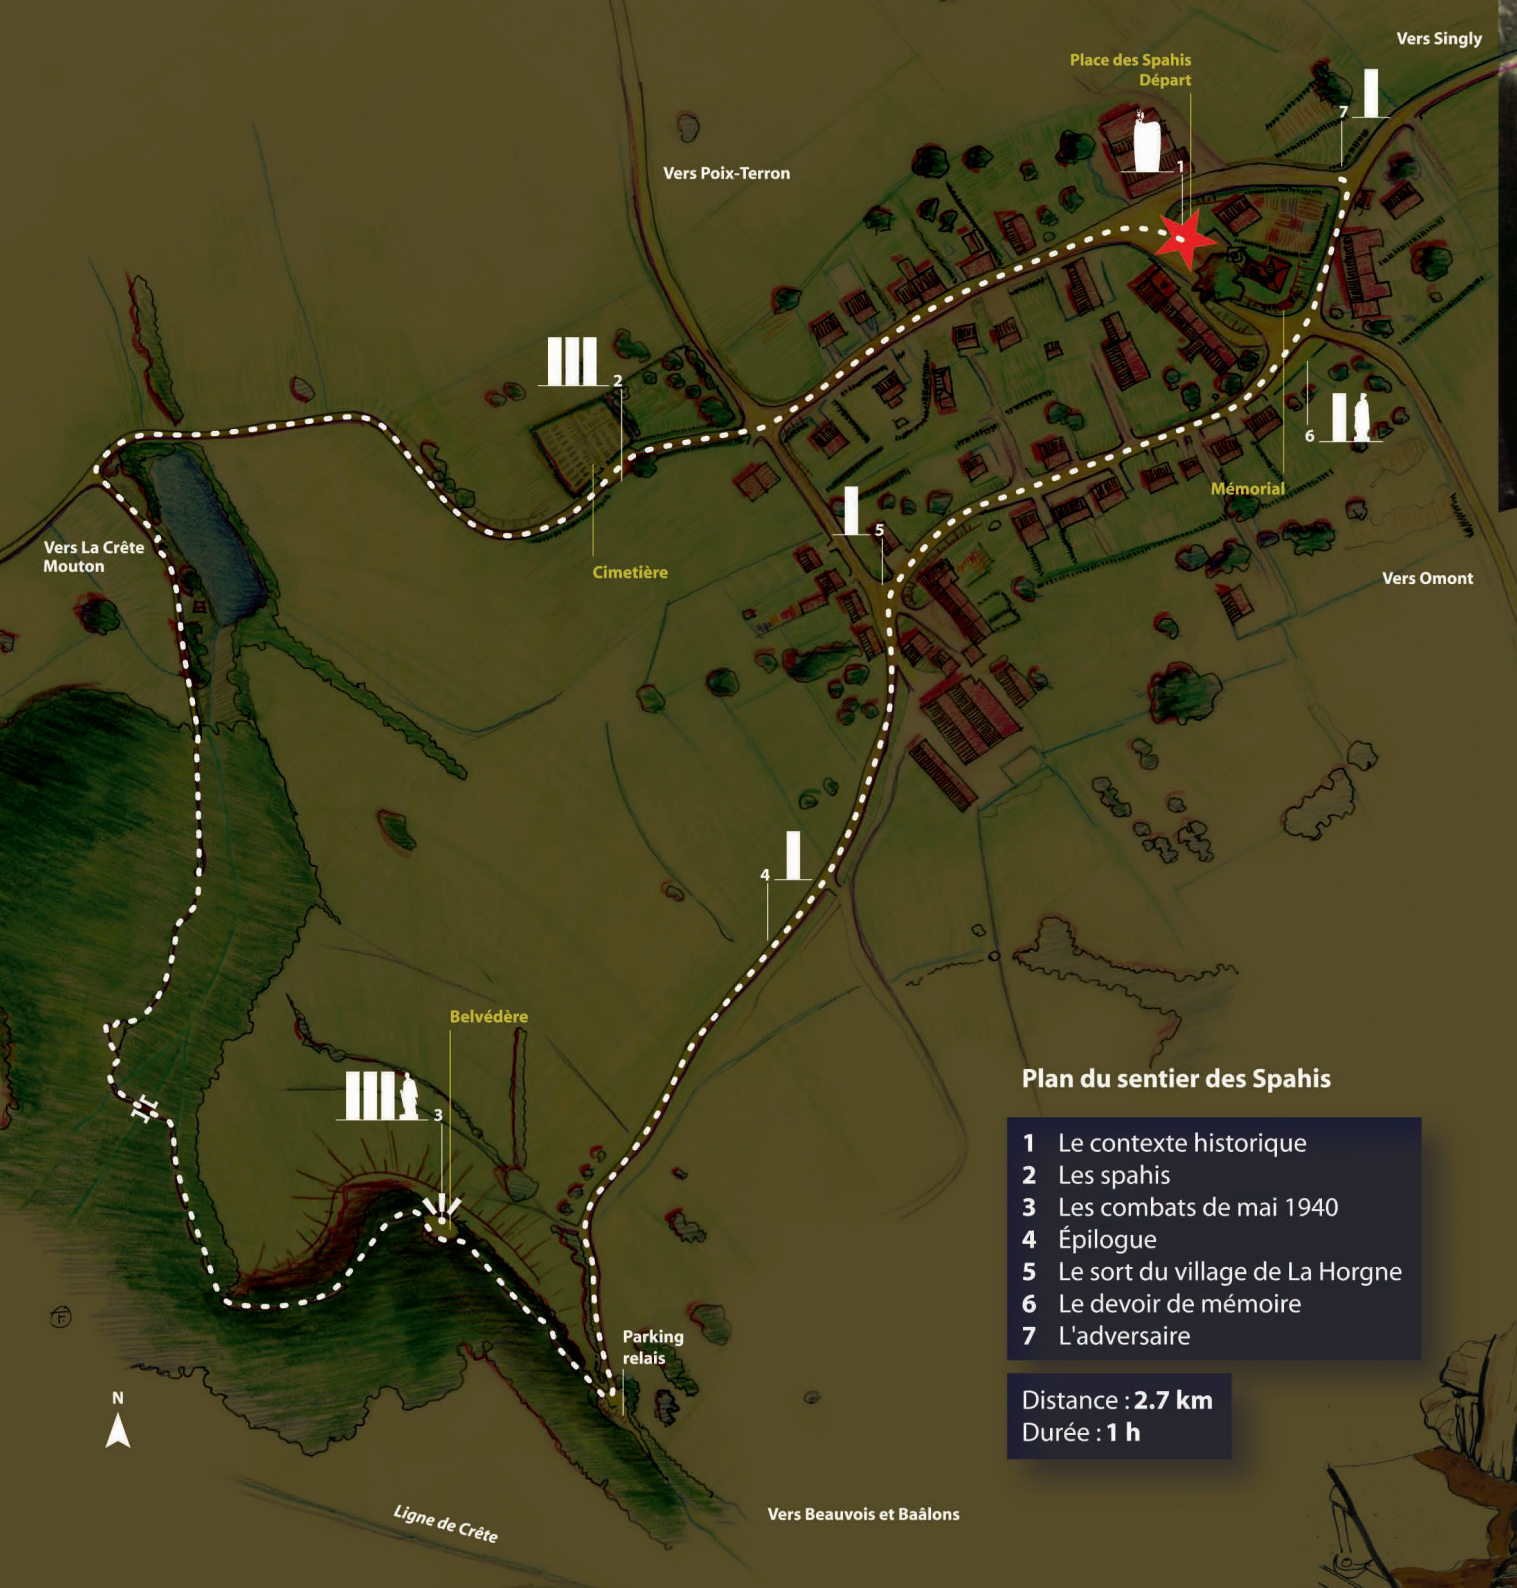 Vers Singly
Place des Spahis
Départ
7
1
Vers Poix-Terron
2
6
Mémorial
5
Vers La Crête
Mouton
Cimetière
Vers Omont
4
Belvédère
3
Plan du sentier des Spahis
1 Le contexte historique
2 Les spahis
3 Les combats de mai 1940
4 Épilogue
5 Le sort du village de La Horgne
6 Le devoir de mémoire
7 L'adversaire
Parking
relais
N
Distance : 2.7 km
Durée : 1 h
Ligne de Crête
Vers Beauvois et Baâlons